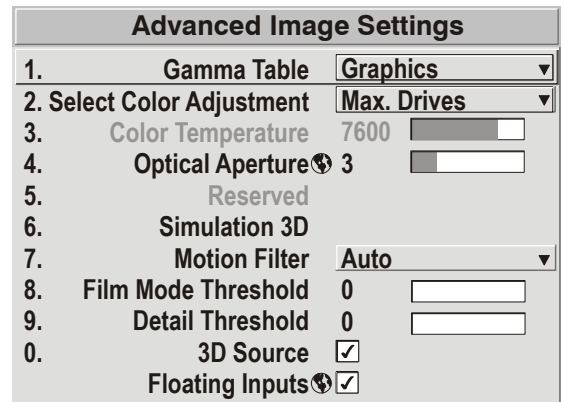 Advanced Image Settings
1. Gamma Table Graphics
2. Select Color Adjustment Max. Drives
3. Color Temperature 7600
4. Optical Aperture 3
5. Reserved
6. Simulation 3D
7. Motion Filter Auto
8. Film Mode Threshold 0
9. Detail Threshold 0
0. 3D Source
Floating Inputs